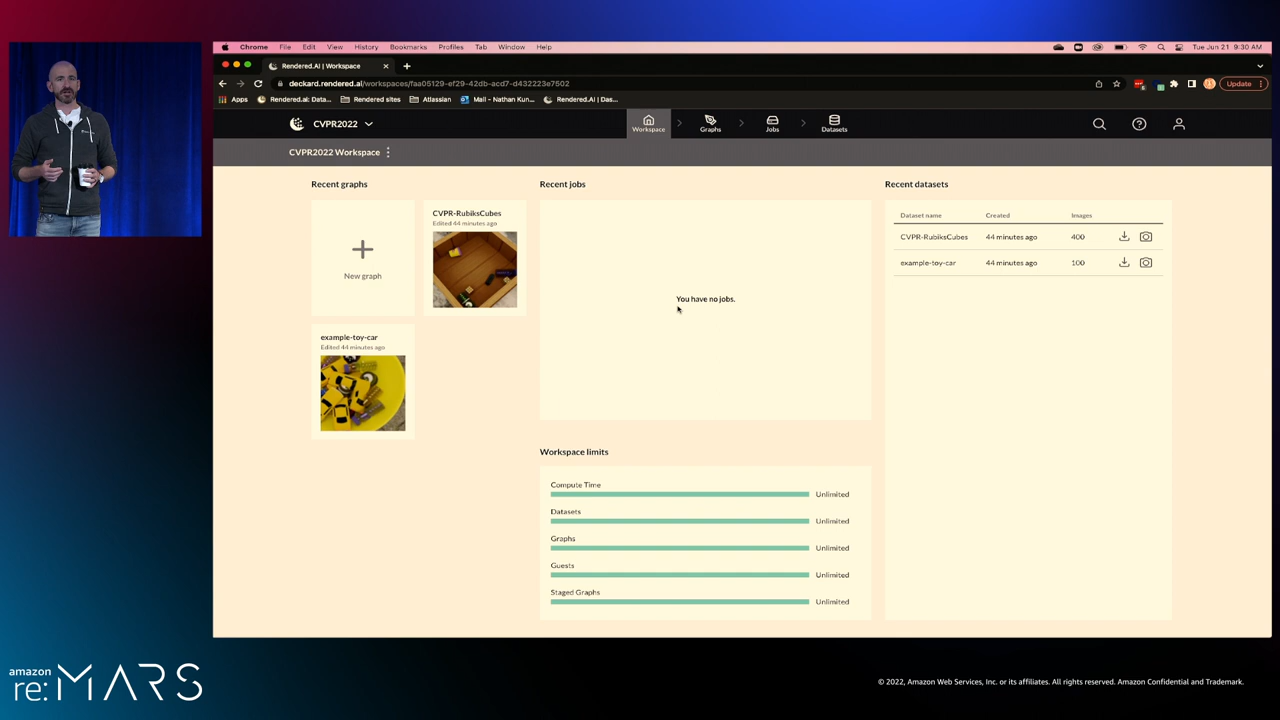 Chrome File Edit View History Bookmarks Profiles Tab Window Help Tue Jun 21 9:30 AM
Rendered.AI | Workspace
deckard.rendered.ai/workspaces/faa05129-ef29-42db-acd7-d432223e7502 Update
Apps Rendered.ai: Data... Rendered sites Atlassian Mail - Nathan Kun... Rendered.AI | Das...
CVPR2022 Workspace Graphs Jobs Datasets
CVPR2022 Workspace
Recent graphs Recent jobs Recent datasets
CVPR-RubiksCubes
Edited 44 minutes ago
New graph
example-toy-car
Edited 44 minutes ago
You have no jobs.
Dataset name Created Images
CVPR-RubiksCubes 44 minutes ago 400
example-toy-car 44 minutes ago 100
Workspace limits
Compute Time Unlimited
Datasets Unlimited
Graphs Unlimited
Guests Unlimited
Staged Graphs Unlimited
amazon
re:MARS
© 2022, Amazon Web Services, Inc. or its affiliates. All rights reserved. Amazon Confidential and Trademark.